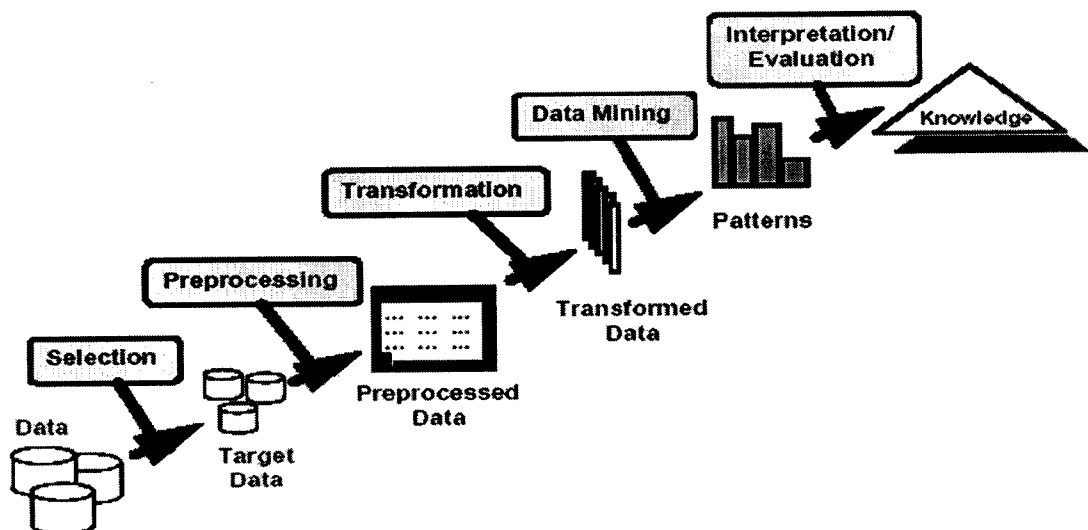 Interpretation/
Evaluation
Data Mining
Knowledge
Transformation
Patterns
Preprocessing
Transformed
Data
Selection
Preprocessed
Data
Data
Target
Data